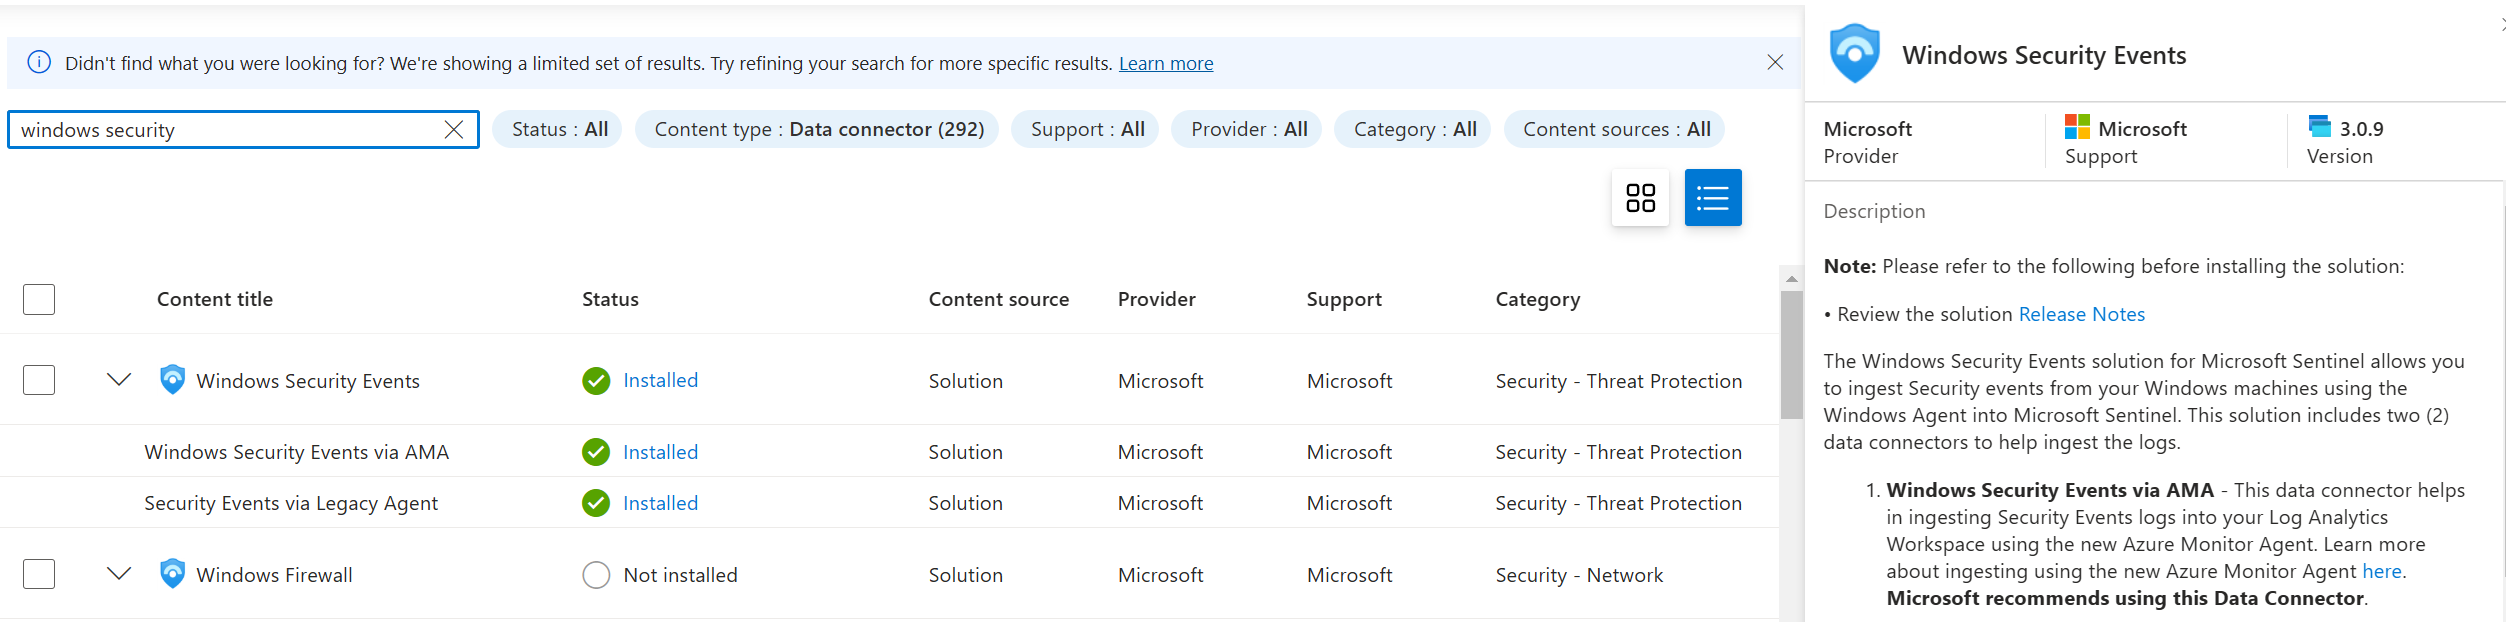 Didn't find what you were looking for? We're showing a limited set of results. Try refining your search for more specific results. Learn more
windows security
Status : All
Content type : Data connector (292)
Support : All
Provider : All
Category : All
Content sources : All
Content title Status Content source Provider Support Category
Windows Security Events Installed Solution Microsoft Microsoft Security - Threat Protection
Windows Security Events via AMA Installed Solution Microsoft Microsoft Security - Threat Protection
Security Events via Legacy Agent Installed Solution Microsoft Microsoft Security - Threat Protection
Windows Firewall Not installed Solution Microsoft Microsoft Security - Network
Windows Security Events
Microsoft
Provider
Microsoft
Support
3.0.9
Version
Description
Note: Please refer to the following before installing the solution:
• Review the solution Release Notes
The Windows Security Events solution for Microsoft Sentinel allows you
to ingest Security events from your Windows machines using the
Windows Agent into Microsoft Sentinel. This solution includes two (2)
data connectors to help ingest the logs.
1. Windows Security Events via AMA - This data connector helps
in ingesting Security Events logs into your Log Analytics
Workspace using the new Azure Monitor Agent. Learn more
about ingesting using the new Azure Monitor Agent here.
Microsoft recommends using this Data Connector.